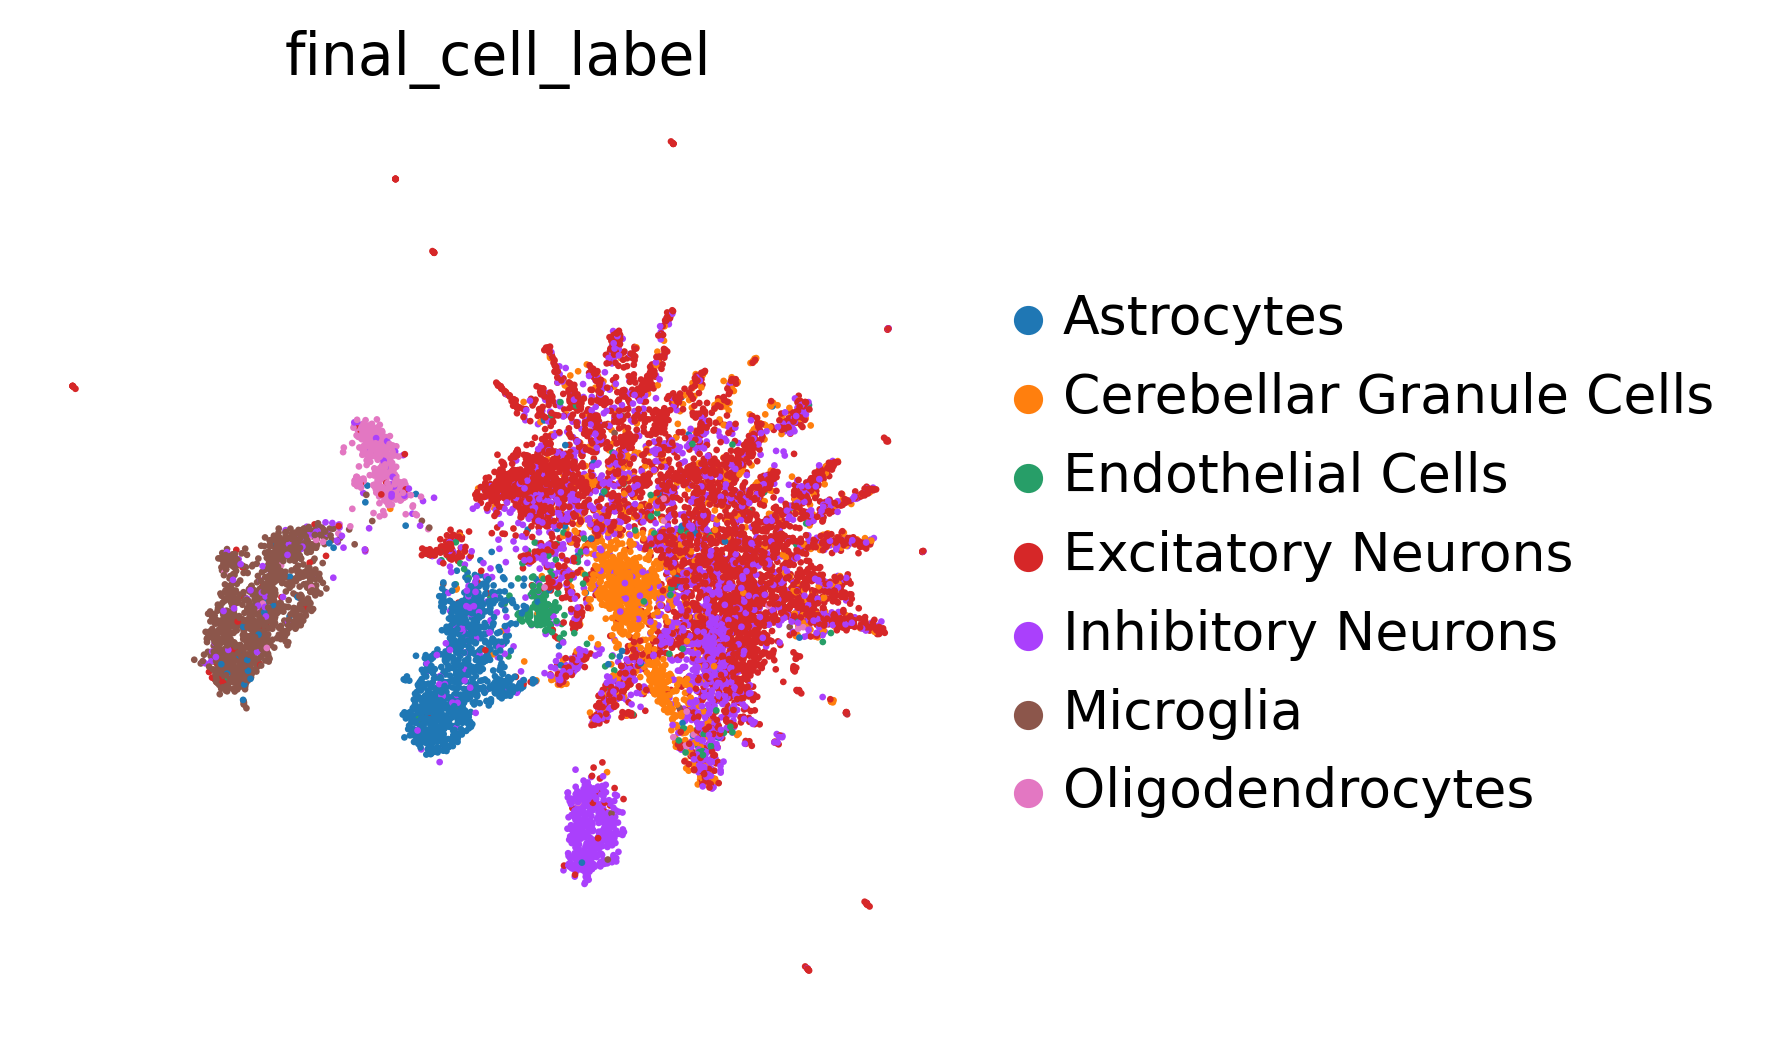 final_cell_label
Astrocytes
Cerebellar Granule Cells
Endothelial Cells
Excitatory Neurons
Inhibitory Neurons
Microglia
Oligodendrocytes